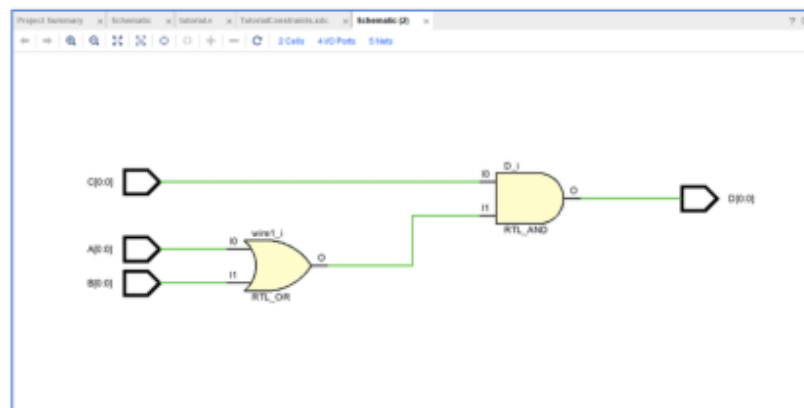 Project Summary x Schematic x tutorial.v x TutorialConstraints.xdc x Schematic (2) x ?
2 Cells 4 I/O Ports 5 Nets
D_i
C[0:0] I0
O D[0:0]
I1
RTL_AND
wire1_i
A[0:0] I0
O
B[0:0] I1
RTL_OR